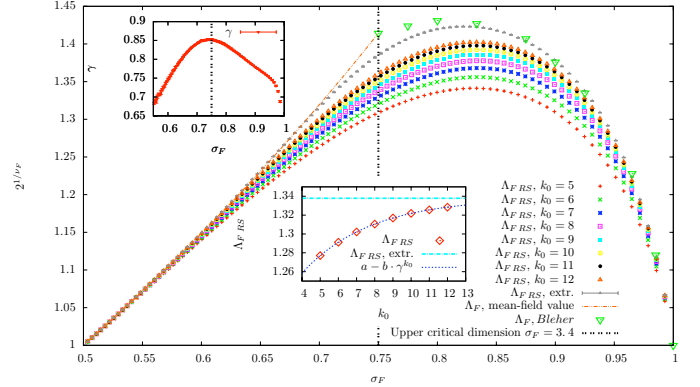 2^{1/ν_F}
1.45
1.4
1.35
1.3
1.25
1.2
1.15
1.1
1.05
1
0.5
0.55
0.6
0.65
0.7
0.75
0.8
0.85
0.9
0.95
1
σ_F
γ
0.9
0.85
0.8
0.75
0.7
0.65
0.6
0.7
0.8
0.9
1
σ_F
γ
Λ_{F RS}
1.34
1.32
1.3
1.28
1.26
4 5 6 7 8 9 10 11 12 13
k_0
Λ_{F RS}
Λ_{F RS}, extr.
a − b · γ^{k_0}
Λ_{F RS}, k_0 = 5
Λ_{F RS}, k_0 = 6
Λ_{F RS}, k_0 = 7
Λ_{F RS}, k_0 = 8
Λ_{F RS}, k_0 = 9
Λ_{F RS}, k_0 = 10
Λ_{F RS}, k_0 = 11
Λ_{F RS}, k_0 = 12
Λ_{F RS}, extr.
Λ_F, mean-field value
Λ_F, Bleher
Upper critical dimension σ_F = 3.4